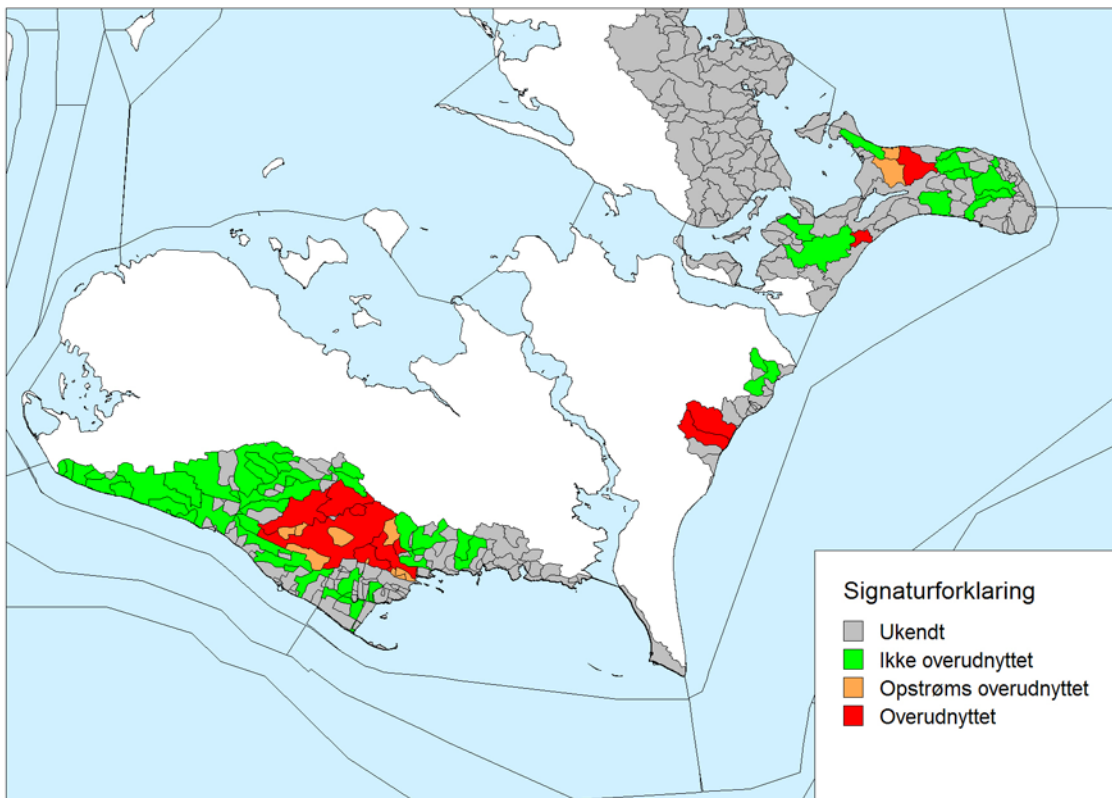 Signaturforklaring
Ukendt
Ikke overudnyttet
Opstrøms overudnyttet
Overudnyttet